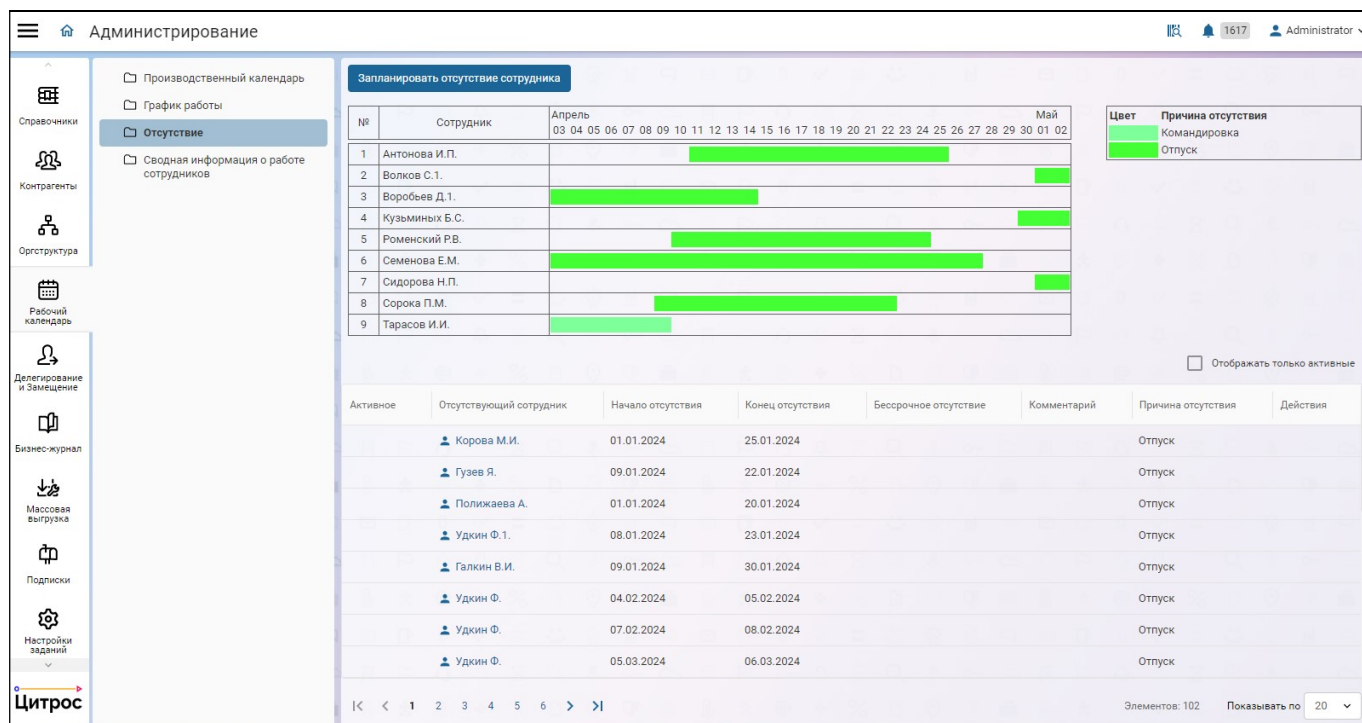 Администрирование
1617
Administrator
Справочники
Контрагенты
Оргструктура
Рабочий
календарь
Делегирование
и Замещение
Бизнес-журнал
Массовая
выгрузка
Подписки
Настройки
заданий
Цитрос
Производственный календарь
График работы
Отсутствие
Сводная информация о работе
сотрудников
Запланировать отсутствие сотрудника
№ Сотрудник Апрель Май
03 04 05 06 07 08 09 10 11 12 13 14 15 16 17 18 19 20 21 22 23 24 25 26 27 28 29 30 01 02
1 Антонова И.П.
2 Волков С.1.
3 Воробьев Д.1.
4 Кузьминых Б.С.
5 Роменский Р.В.
6 Семенова Е.М.
7 Сидорова Н.П.
8 Сорока П.М.
9 Тарасов И.И.
Цвет Причина отсутствия
Командировка
Отпуск
Отображать только активные
Активное Отсутствующий сотрудник Начало отсутствия Конец отсутствия Бессрочное отсутствие Комментарий Причина отсутствия Действия
Корова М.И. 01.01.2024 25.01.2024 Отпуск
Гузев Я. 09.01.2024 22.01.2024 Отпуск
Полижаева А. 01.01.2024 20.01.2024 Отпуск
Удкин Ф.1. 08.01.2024 23.01.2024 Отпуск
Галкин В.И. 09.01.2024 30.01.2024 Отпуск
Удкин Ф. 04.02.2024 05.02.2024 Отпуск
Удкин Ф. 07.02.2024 08.02.2024 Отпуск
Удкин Ф. 05.03.2024 06.03.2024 Отпуск
1 2 3 4 5 6
Элементов: 102 Показывать по 20